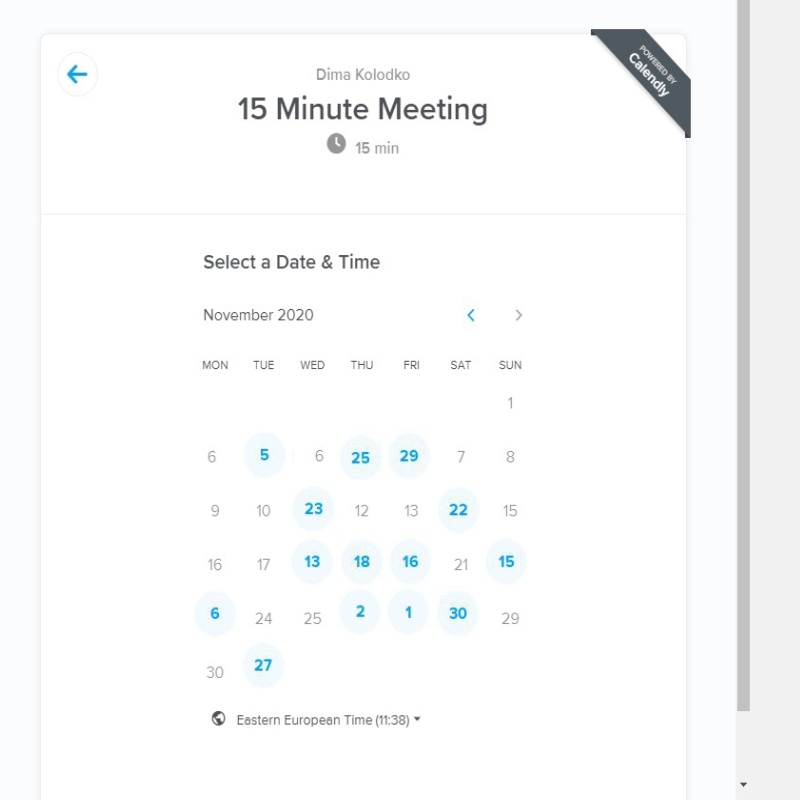 Dima Kolodko
POWERED BY
Calendly
15 Minute Meeting
15 min
Select a Date & Time
November 2020
MON TUE WED THU FRI SAT SUN
1
6 5 6 25 29 7 8
9 10 23 12 13 22 15
16 17 13 18 16 21 15
6 24 25 2 1 30 29
30 27
Eastern European Time (11:38)